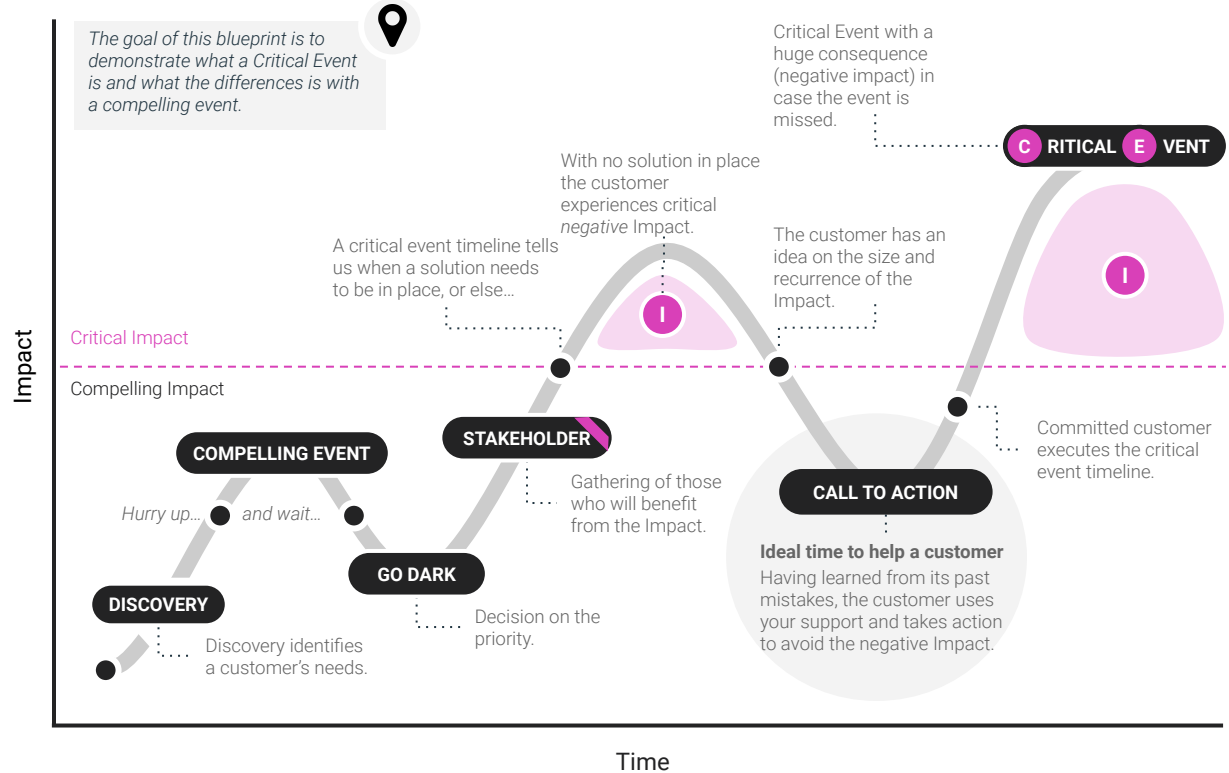 The goal of this blueprint is to
demonstrate what a Critical Event
is and what the differences is with
a compelling event.
Critical Event with a
huge consequence
(negative impact) in
case the event is
missed.
C RITICAL E VENT
With no solution in place
the customer
experiences critical
negative Impact.
A critical event timeline tells
us when a solution needs
to be in place, or else…
The customer has an
idea on the size and
recurrence of the
Impact.
I
I
Impact
Critical Impact
Compelling Impact
COMPELLING EVENT
Hurry up… and wait…
STAKEHOLDER
Gathering of those
who will benefit
from the Impact.
Committed customer
executes the critical
event timeline.
CALL TO ACTION
Ideal time to help a customer
Having learned from its past
mistakes, the customer uses
your support and takes action
to avoid the negative Impact.
GO DARK
Decision on the
priority.
DISCOVERY
Discovery identifies
a customer’s needs.
Time